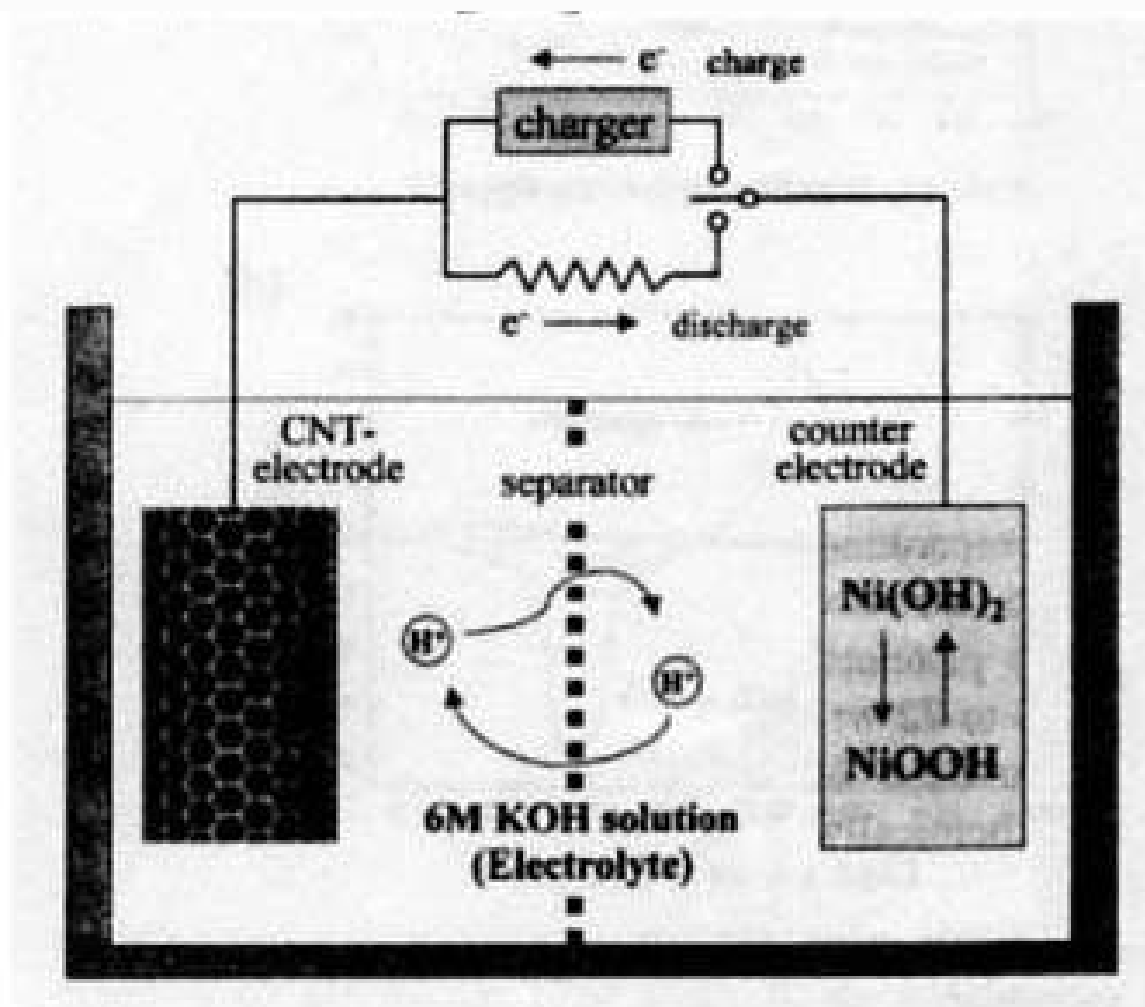 e⁻ charge
charger
e⁻ discharge
CNT-
electrode
separator
counter
electrode
Ni(OH)₂
H⁺
H⁺
NiOOH
6M KOH solution
(Electrolyte)